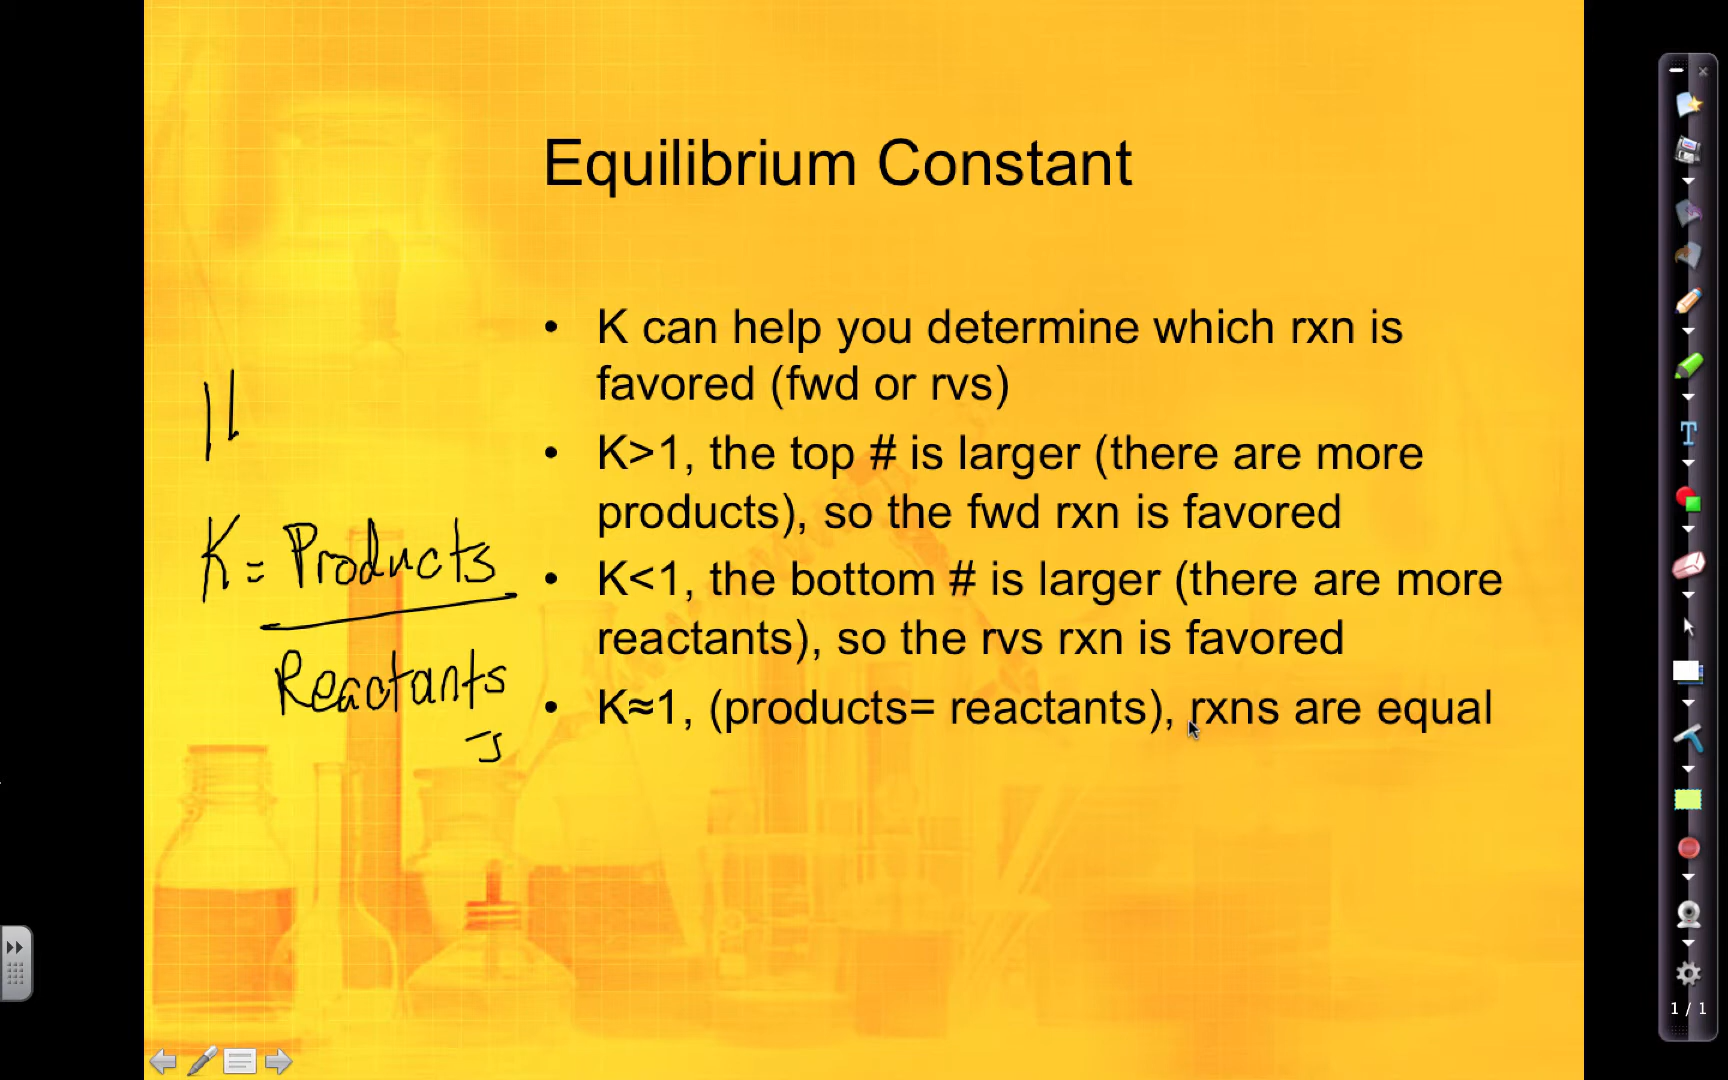 Equilibrium Constant
• K can help you determine which rxn is
favored (fwd or rvs)
• K>1, the top # is larger (there are more
products), so the fwd rxn is favored
• K<1, the bottom # is larger (there are more
reactants), so the rvs rxn is favored
• K≈1, (products= reactants), rxns are equal
K = Products
Reactants
T
1 / 1